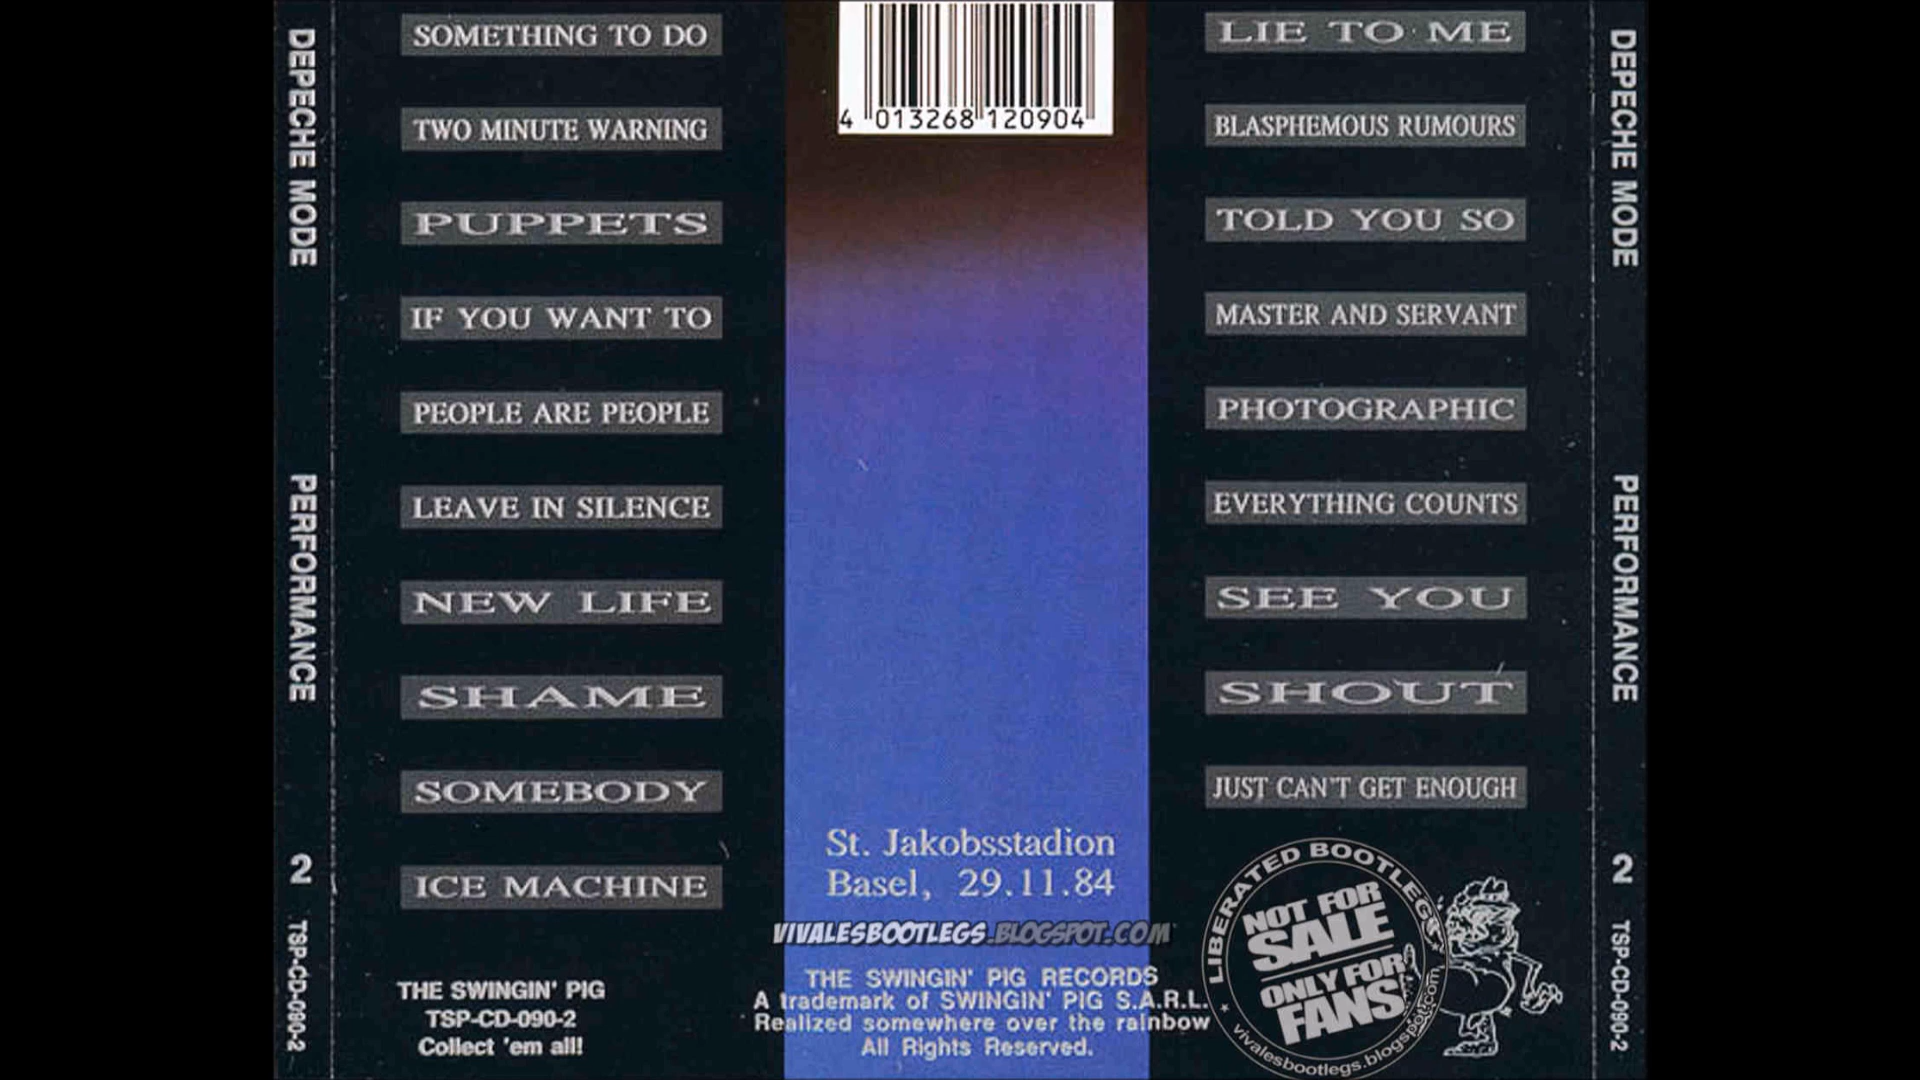 DEPECHE MODE PERFORMANCE 2 TSP-CD-090-2
SOMETHING TO DO
TWO MINUTE WARNING
PUPPETS
IF YOU WANT TO
PEOPLE ARE PEOPLE
LEAVE IN SILENCE
NEW LIFE
SHAME
SOMEBODY
ICE MACHINE
THE SWINGIN' PIG
TSP-CD-090-2
Collect 'em all!
4 013268 120904
St. Jakobsstadion
Basel, 29.11.84
VIVALESBOOTLEGS.BLOGSPOT.COM
THE SWINGIN' PIG RECORDS
A trademark of SWINGIN' PIG S.A.R.L.
Realized somewhere over the rainbow
All Rights Reserved.
LIE TO ME
BLASPHEMOUS RUMOURS
TOLD YOU SO
MASTER AND SERVANT
PHOTOGRAPHIC
EVERYTHING COUNTS
SEE YOU
SHOUT
JUST CAN'T GET ENOUGH
LIBERATED BOOTLEGS
NOT FOR
SALE
ONLY FOR
FANS
vivalesbootlegs.blogspot.com
DEPECHE MODE PERFORMANCE 2 TSP-CD-090-2